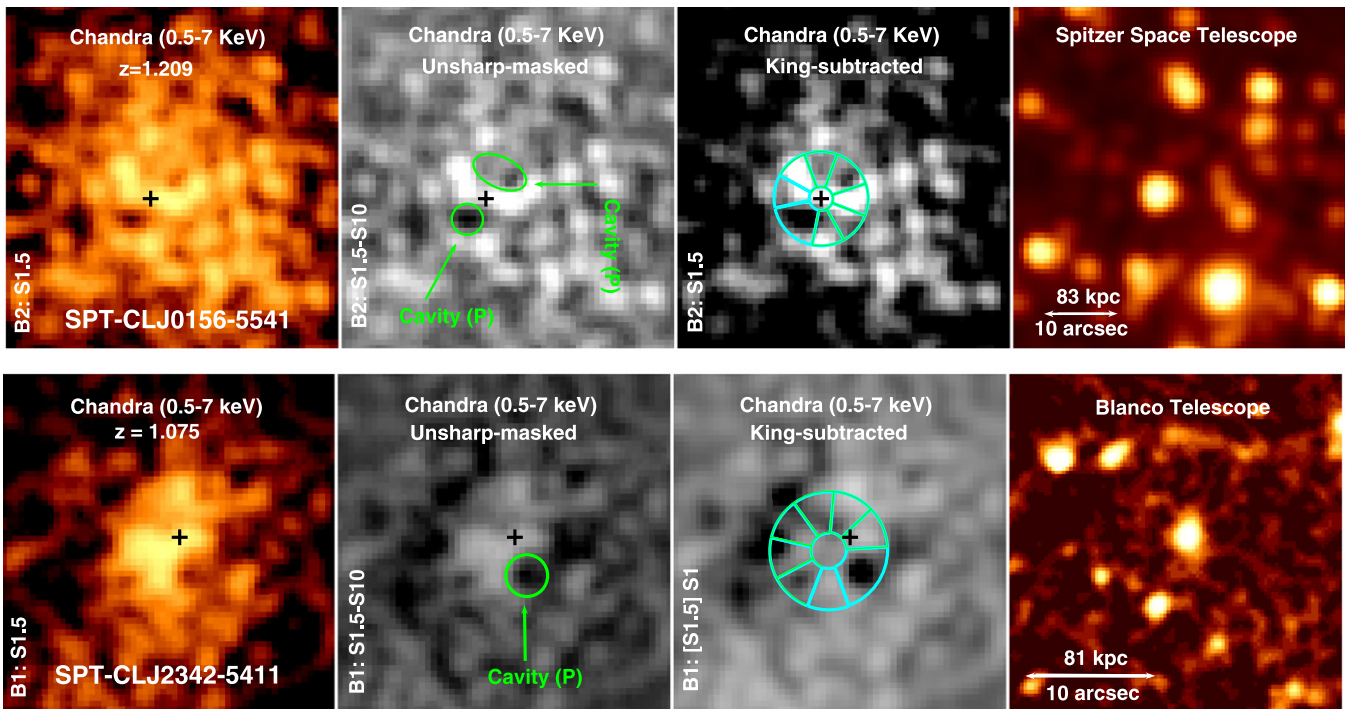 Chandra (0.5-7 KeV)
z=1.209
B2: S1.5
SPT-CLJ0156-5541
Chandra (0.5-7 KeV)
Unsharp-masked
B2: S1.5-S10
Cavity (P)
Cavity (P)
Chandra (0.5-7 KeV)
King-subtracted
B2: S1.5
Spitzer Space Telescope
83 kpc
10 arcsec
Chandra (0.5-7 keV)
z = 1.075
B1: S1.5
SPT-CLJ2342-5411
Chandra (0.5-7 keV)
Unsharp-masked
B1: S1.5-S10
Cavity (P)
Chandra (0.5-7 keV)
King-subtracted
B1: [S1.5] S1
Blanco Telescope
81 kpc
10 arcsec